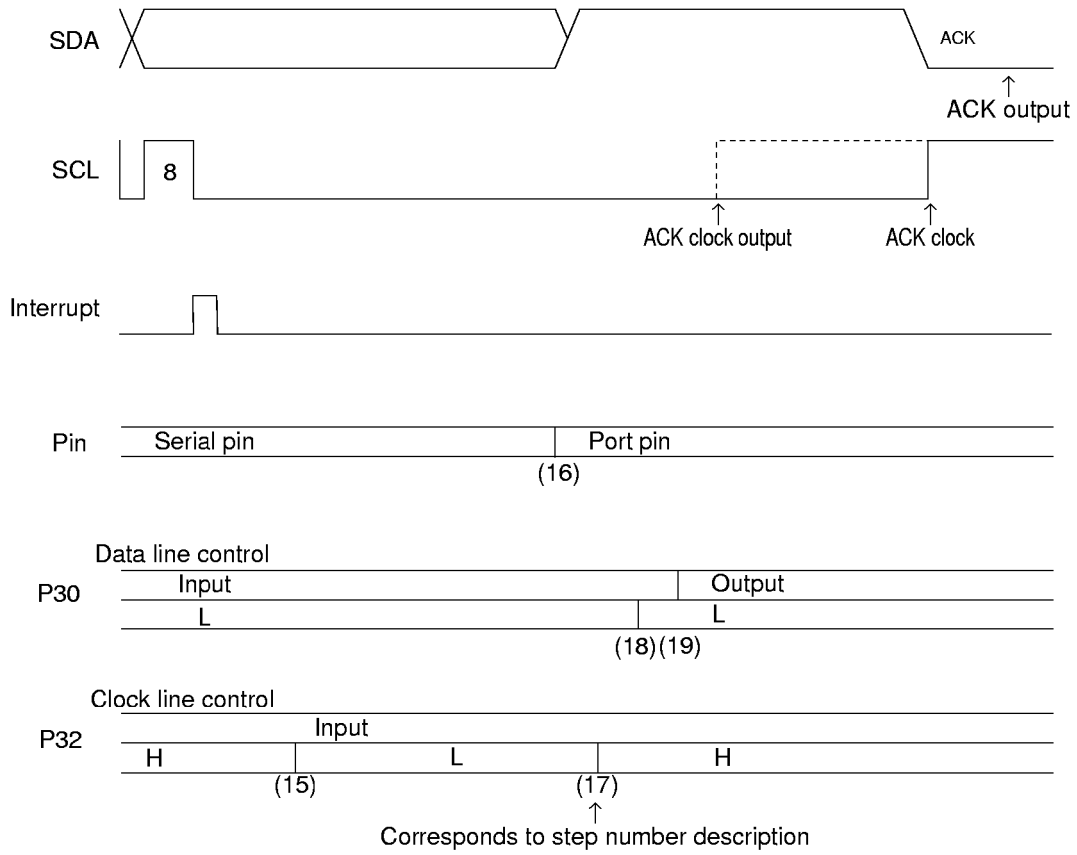 SDA
ACK
ACK output
SCL
8
ACK clock output
ACK clock
Interrupt
Pin
Serial pin
Port pin
(16)
Data line control
P30
Input
Output
L
L
(18)
(19)
Clock line control
P32
Input
H
L
H
(15)
(17)
Corresponds to step number description